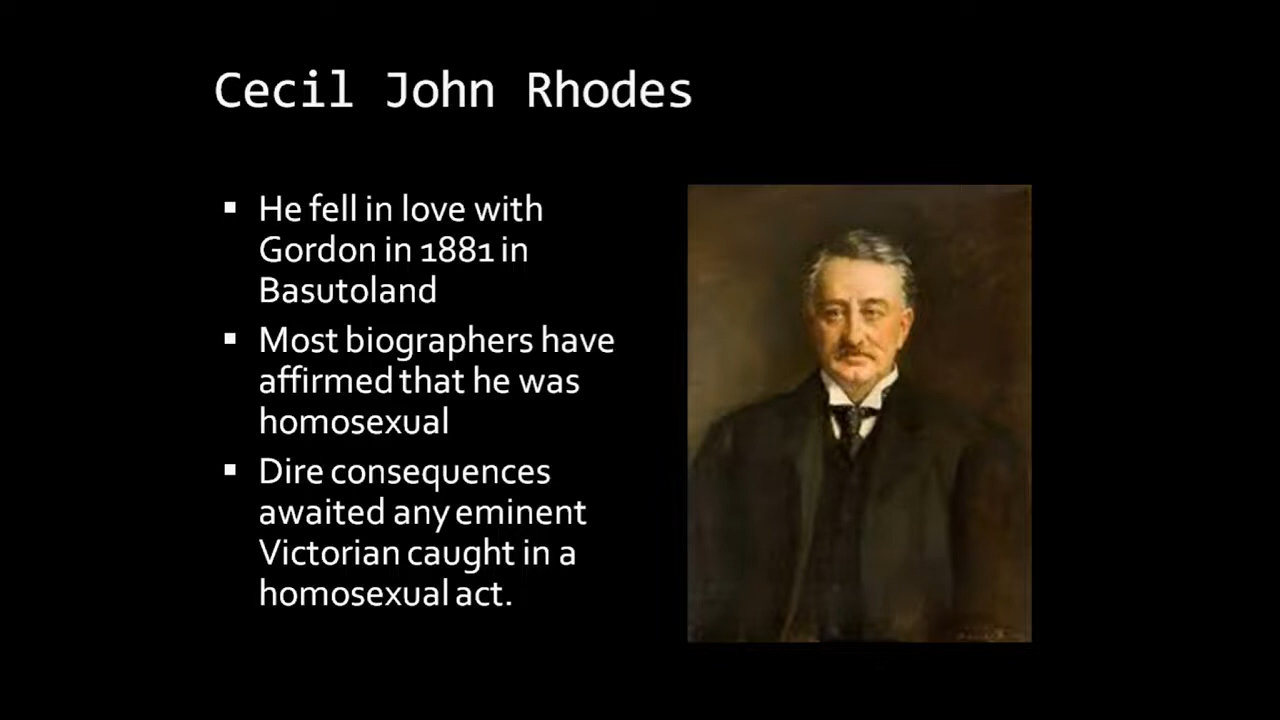 Cecil John Rhodes
▪ He fell in love with
Gordon in 1881 in
Basutoland
▪ Most biographers have
affirmed that he was
homosexual
▪ Dire consequences
awaited any eminent
Victorian caught in a
homosexual act.